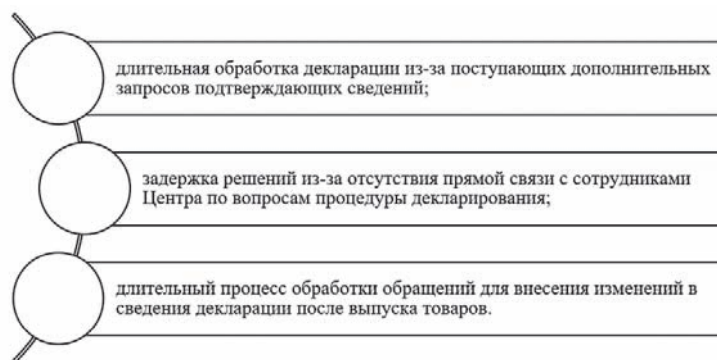 длительная обработка декларации из-за поступающих дополнительных
запросов подтверждающих сведений;
задержка решений из-за отсутствия прямой связи с сотрудниками
Центра по вопросам процедуры декларирования;
длительный процесс обработки обращений для внесения изменений в
сведения декларации после выпуска товаров.